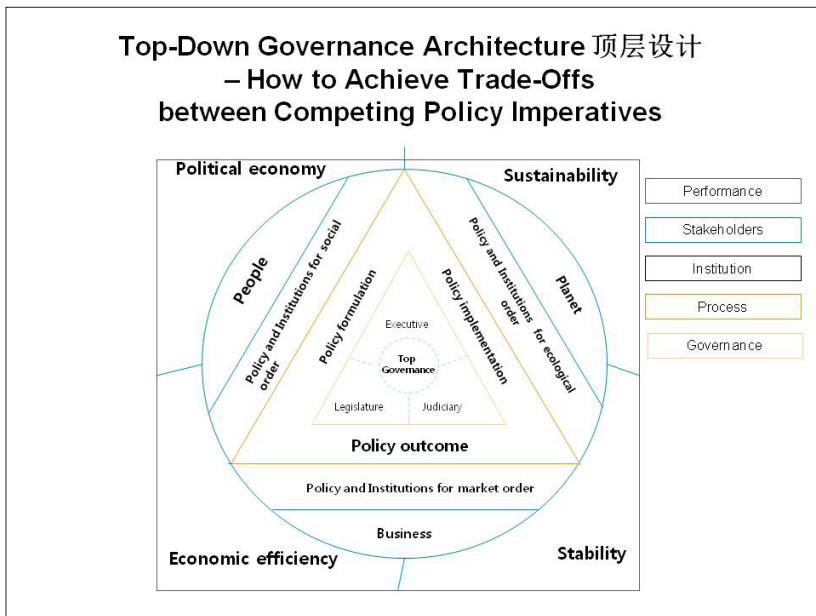 Top-Down Governance Architecture 顶层设计
– How to Achieve Trade-Offs
between Competing Policy Imperatives
Political economy
Sustainability
People
Policy and Institutions for social
order
Policy formulation
Executive
Top
Governance
Legislature
Judiciary
Policy implementation
Policy and Institutions for ecological
order
Planet
Policy outcome
Policy and Institutions for market order
Business
Economic efficiency
Stability
Performance
Stakeholders
Institution
Process
Governance